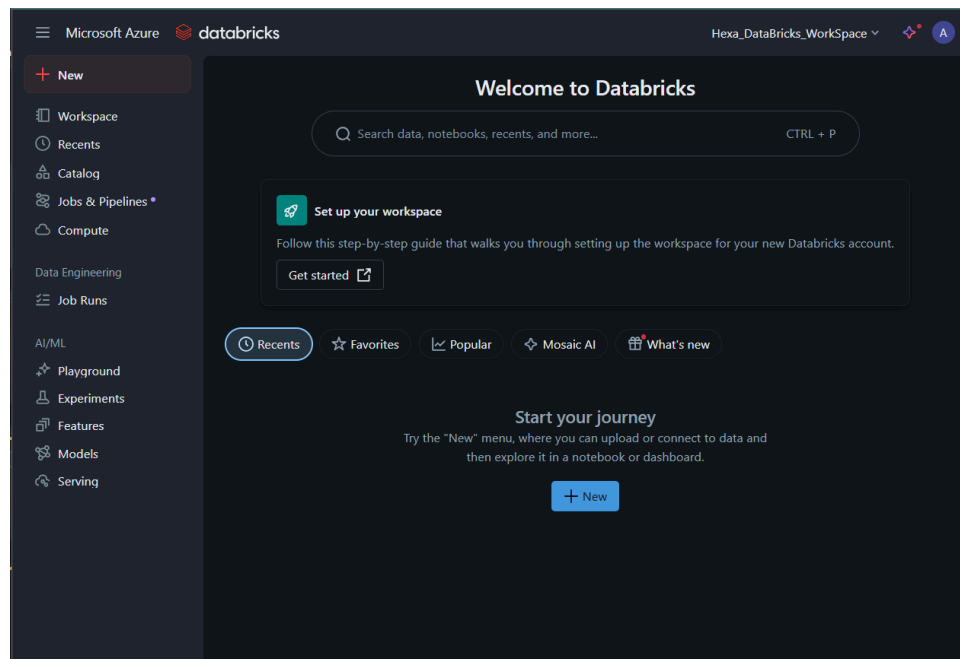 Microsoft Azure databricks Hexa_DataBricks_WorkSpace A
New
Workspace
Recents
Catalog
Jobs & Pipelines
Compute
Data Engineering
Job Runs
AI/ML
Playground
Experiments
Features
Models
Serving
Welcome to Databricks
Search data, notebooks, recents, and more... CTRL + P
Set up your workspace
Follow this step-by-step guide that walks you through setting up the workspace for your new Databricks account.
Get started
Recents Favorites Popular Mosaic AI What's new
Start your journey
Try the "New" menu, where you can upload or connect to data and
then explore it in a notebook or dashboard.
New